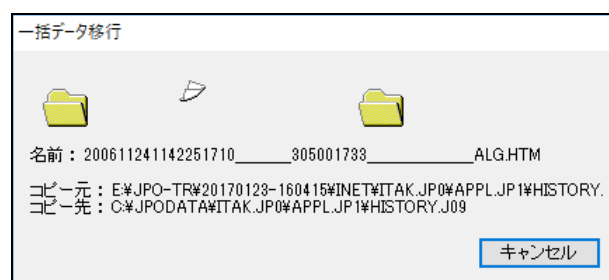 一括データ移行
名前：200611241142251710______305001733______________ALG.HTM
コピー元：E:¥JPO-TR¥20170123-160415¥INET¥ITAK.JP0¥APPL.JP1¥HISTORY.
コピー先：C:¥JPODATA¥ITAK.JP0¥APPL.JP1¥HISTORY.J09
キャンセル